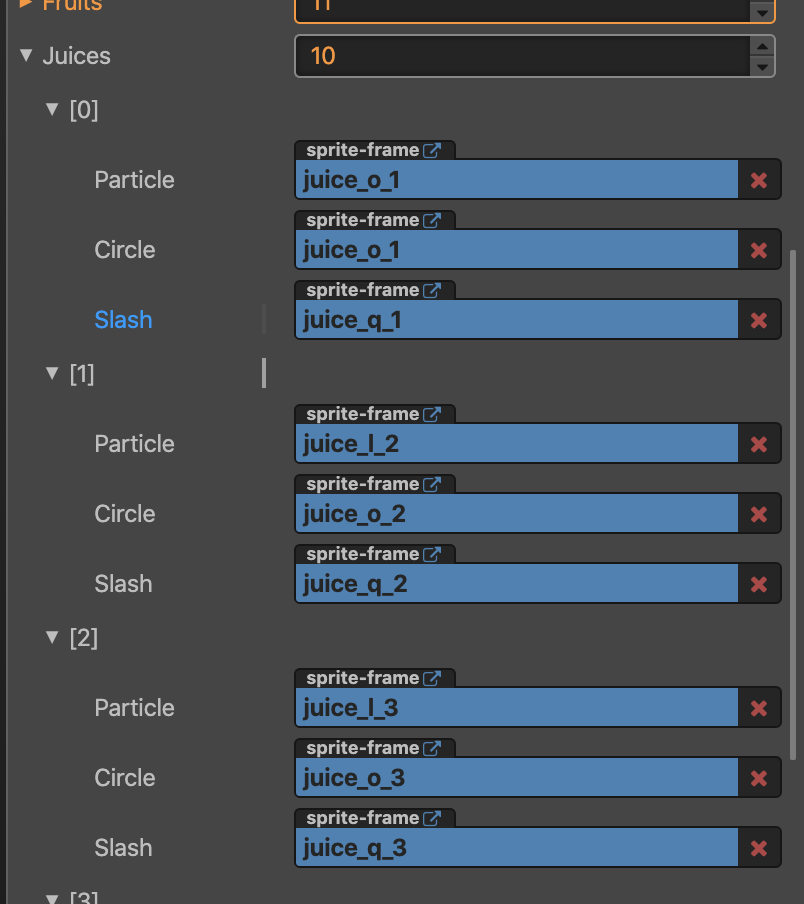 Fruits
11
Juices
10
[0]
sprite-frame
Particle
juice_o_1
sprite-frame
Circle
juice_o_1
sprite-frame
Slash
juice_q_1
[1]
sprite-frame
Particle
juice_l_2
sprite-frame
Circle
juice_o_2
sprite-frame
Slash
juice_q_2
[2]
sprite-frame
Particle
juice_l_3
sprite-frame
Circle
juice_o_3
sprite-frame
Slash
juice_q_3
[3]